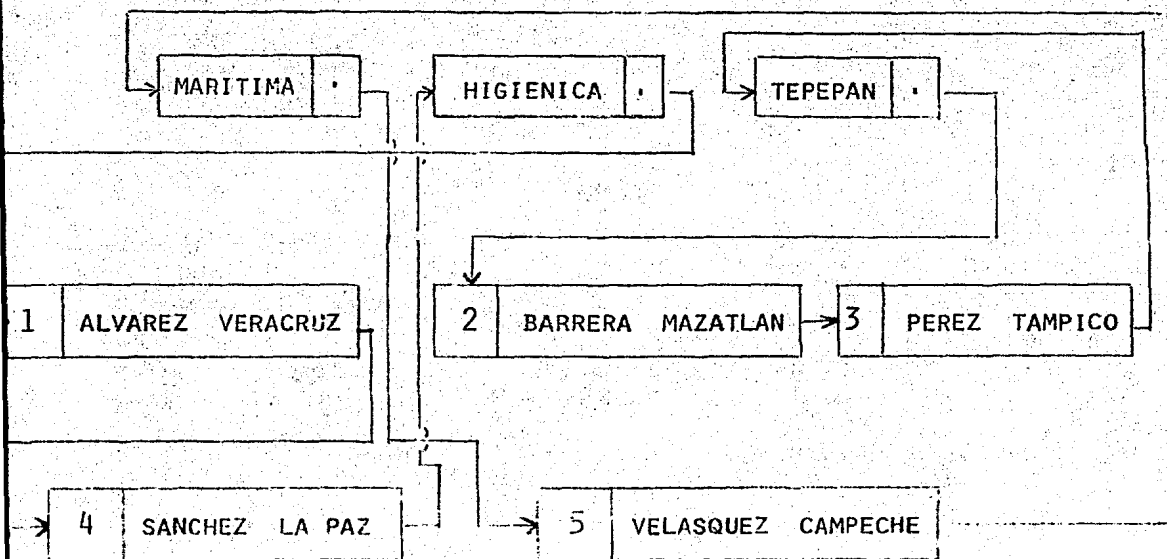 MARITIMA HIGIENICA TEPEPAN
1 ALVAREZ VERACRUZ 2 BARRERA MAZATLAN 3 PEREZ TAMPICO
4 SANCHEZ LA PAZ 5 VELASQUEZ CAMPECHE